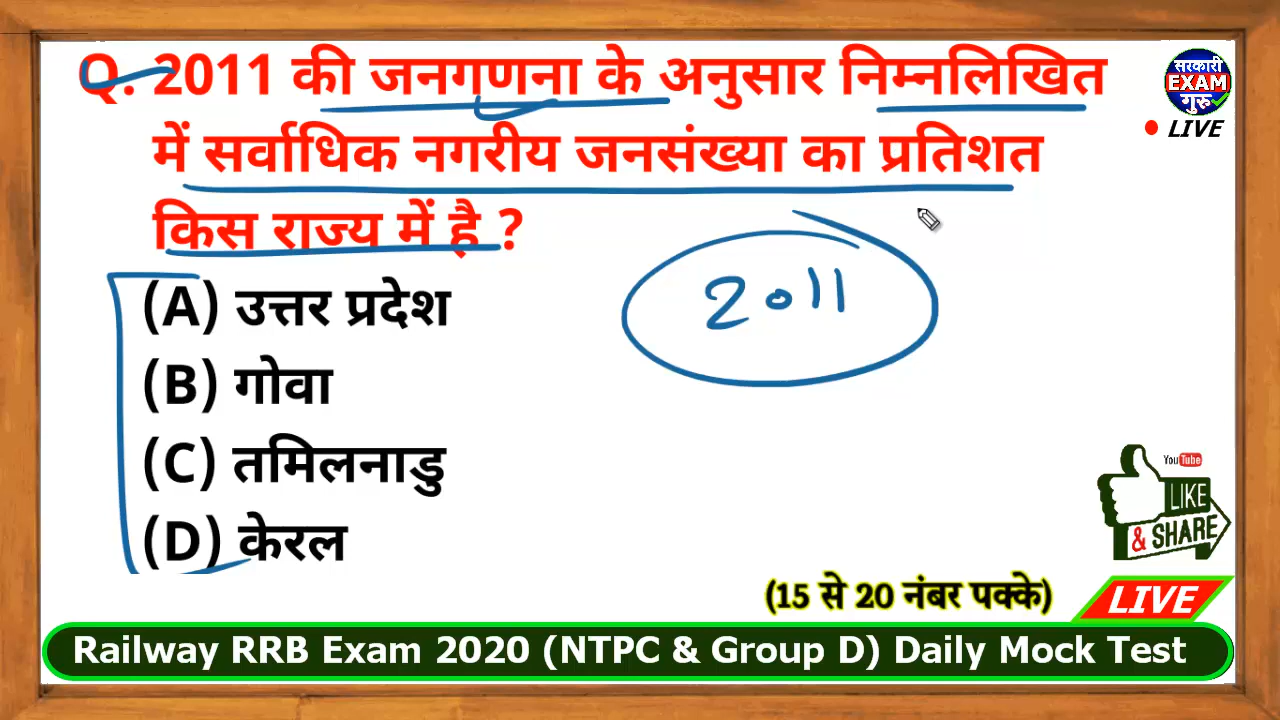 Q. 2011 की जनगणना के अनुसार निम्नलिखित
में सर्वाधिक नगरीय जनसंख्या का प्रतिशत
किस राज्य में है ?
(A) उत्तर प्रदेश
(B) गोवा
(C) तमिलनाडु
(D) केरल
2011
सरकारी
EXAM
गुरु
LIVE
YouTube
LIKE
& SHARE
(15 से 20 नंबर पक्के)
LIVE
Railway RRB Exam 2020 (NTPC & Group D) Daily Mock Test